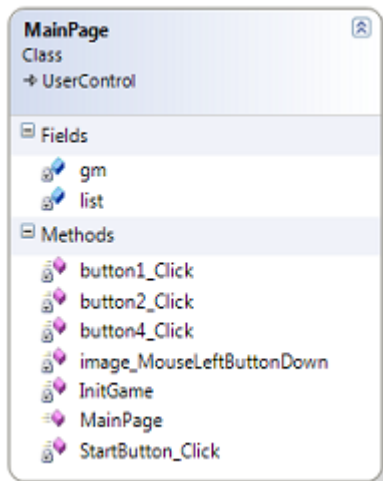 MainPage
Class
UserControl
Fields
gm
list
Methods
button1_Click
button2_Click
button4_Click
image_MouseLeftButtonDown
InitGame
MainPage
StartButton_Click